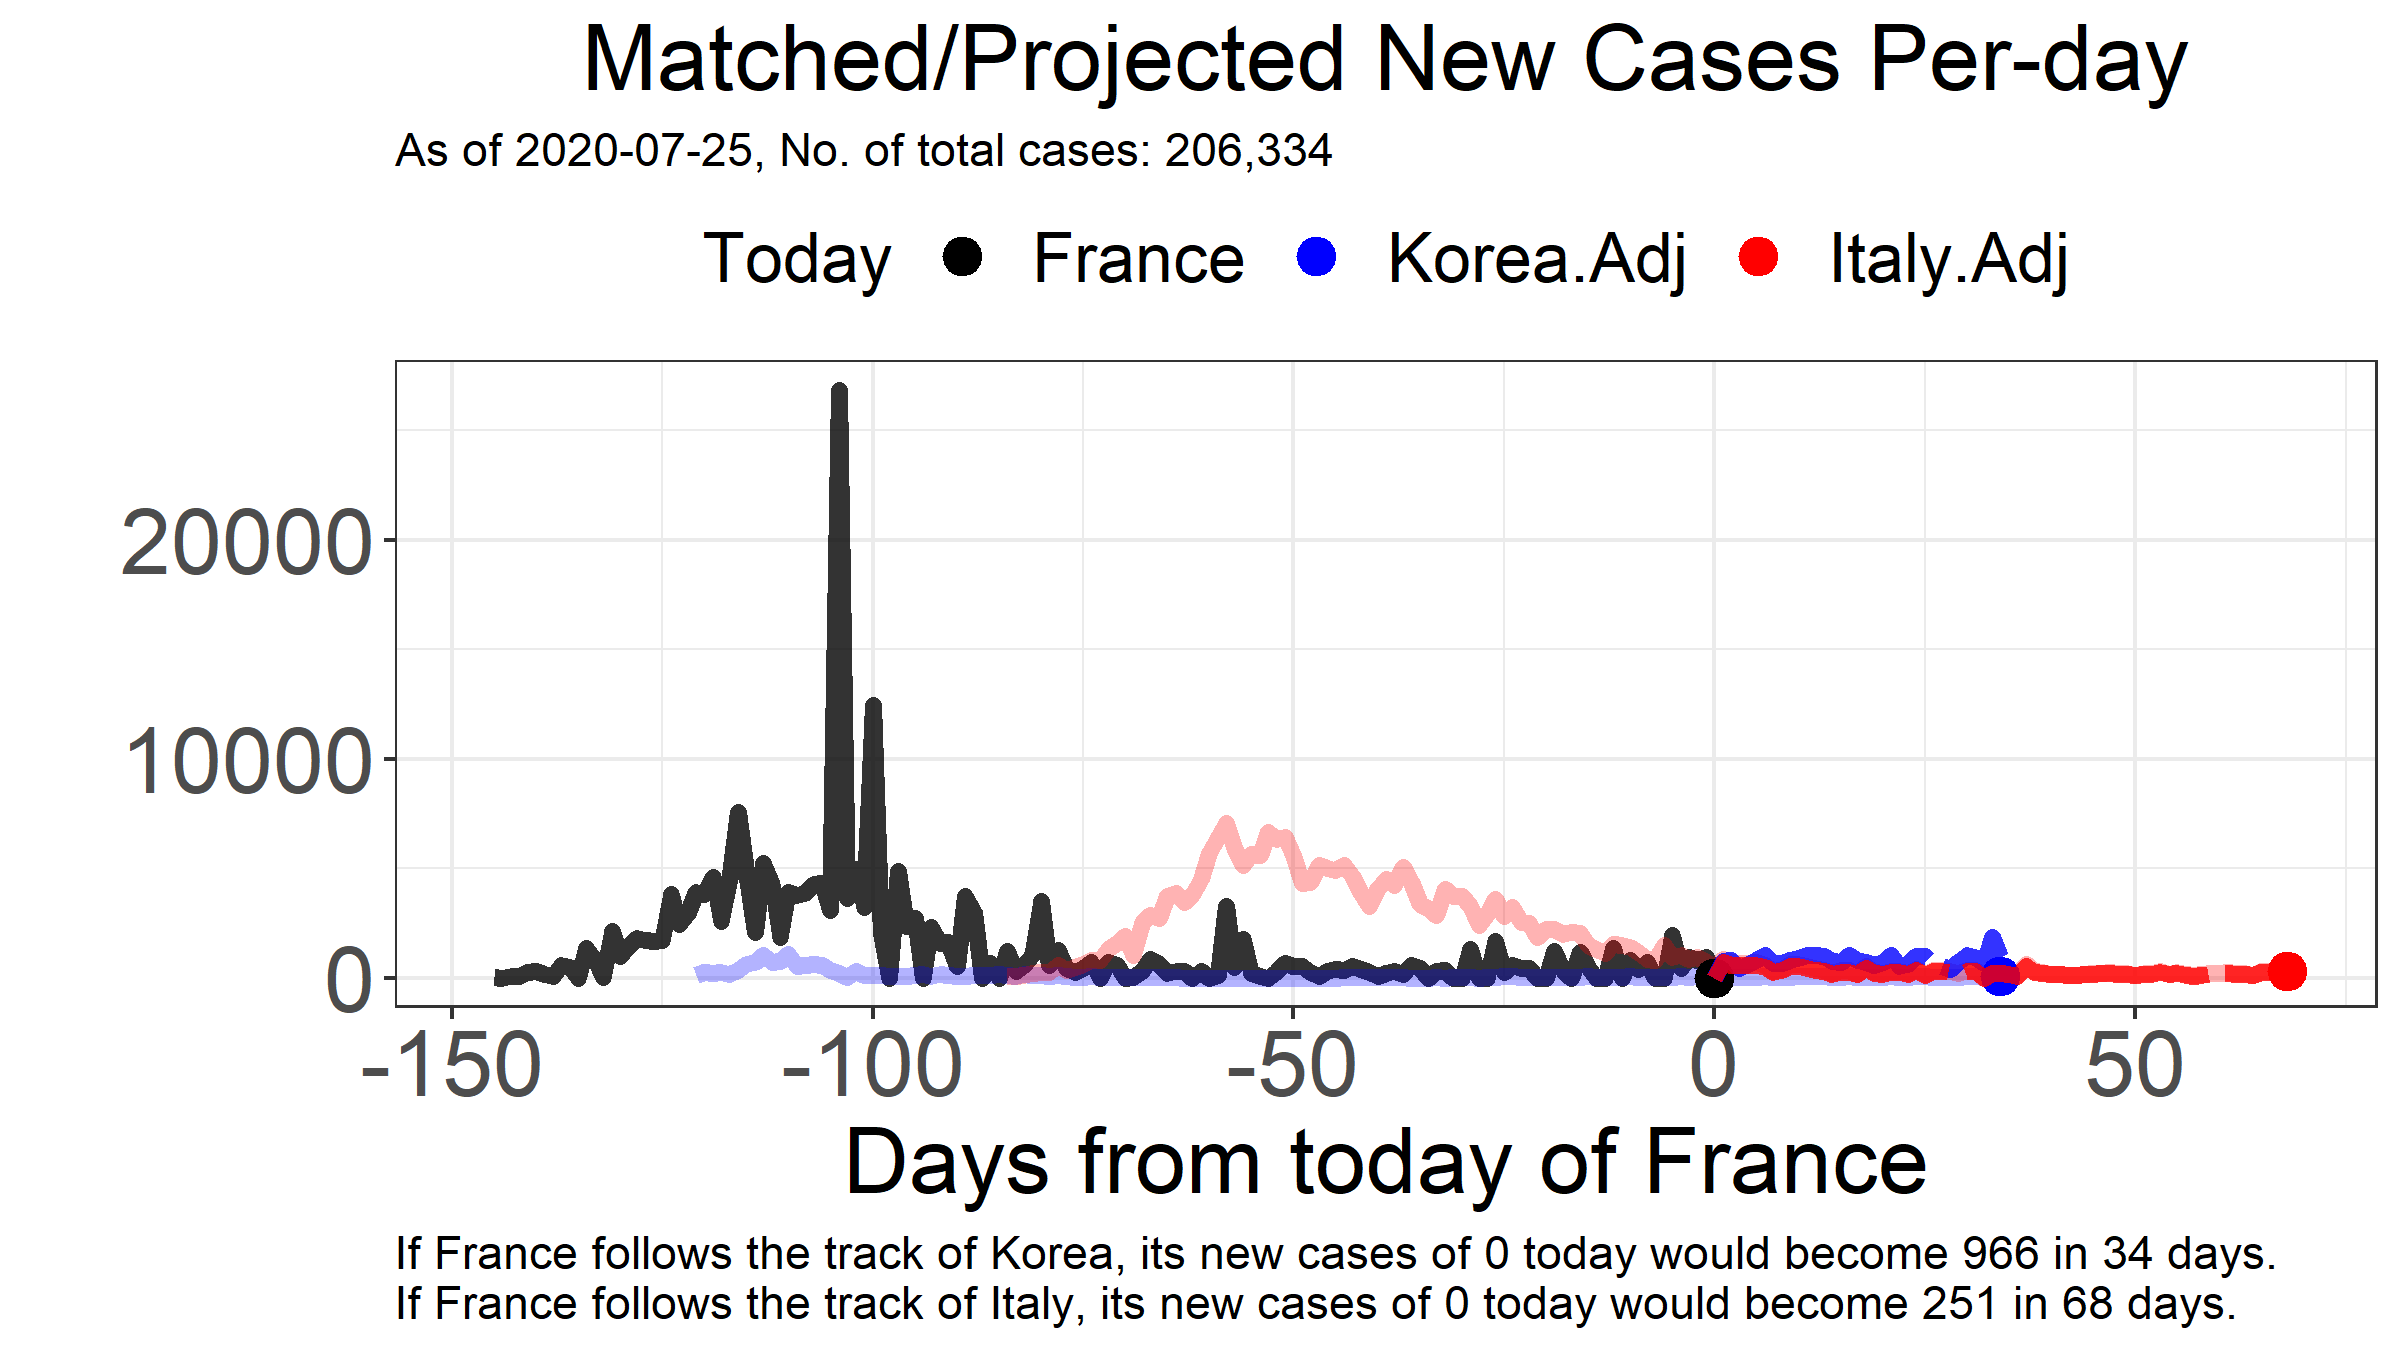 Matched/Projected New Cases Per-day
As of 2020-07-25, No. of total cases: 206,334
Today France Korea.Adj Italy.Adj
20000
10000
0
-150 -100 -50 0 50
Days from today of France
If France follows the track of Korea, its new cases of 0 today would become 966 in 34 days.
If France follows the track of Italy, its new cases of 0 today would become 251 in 68 days.